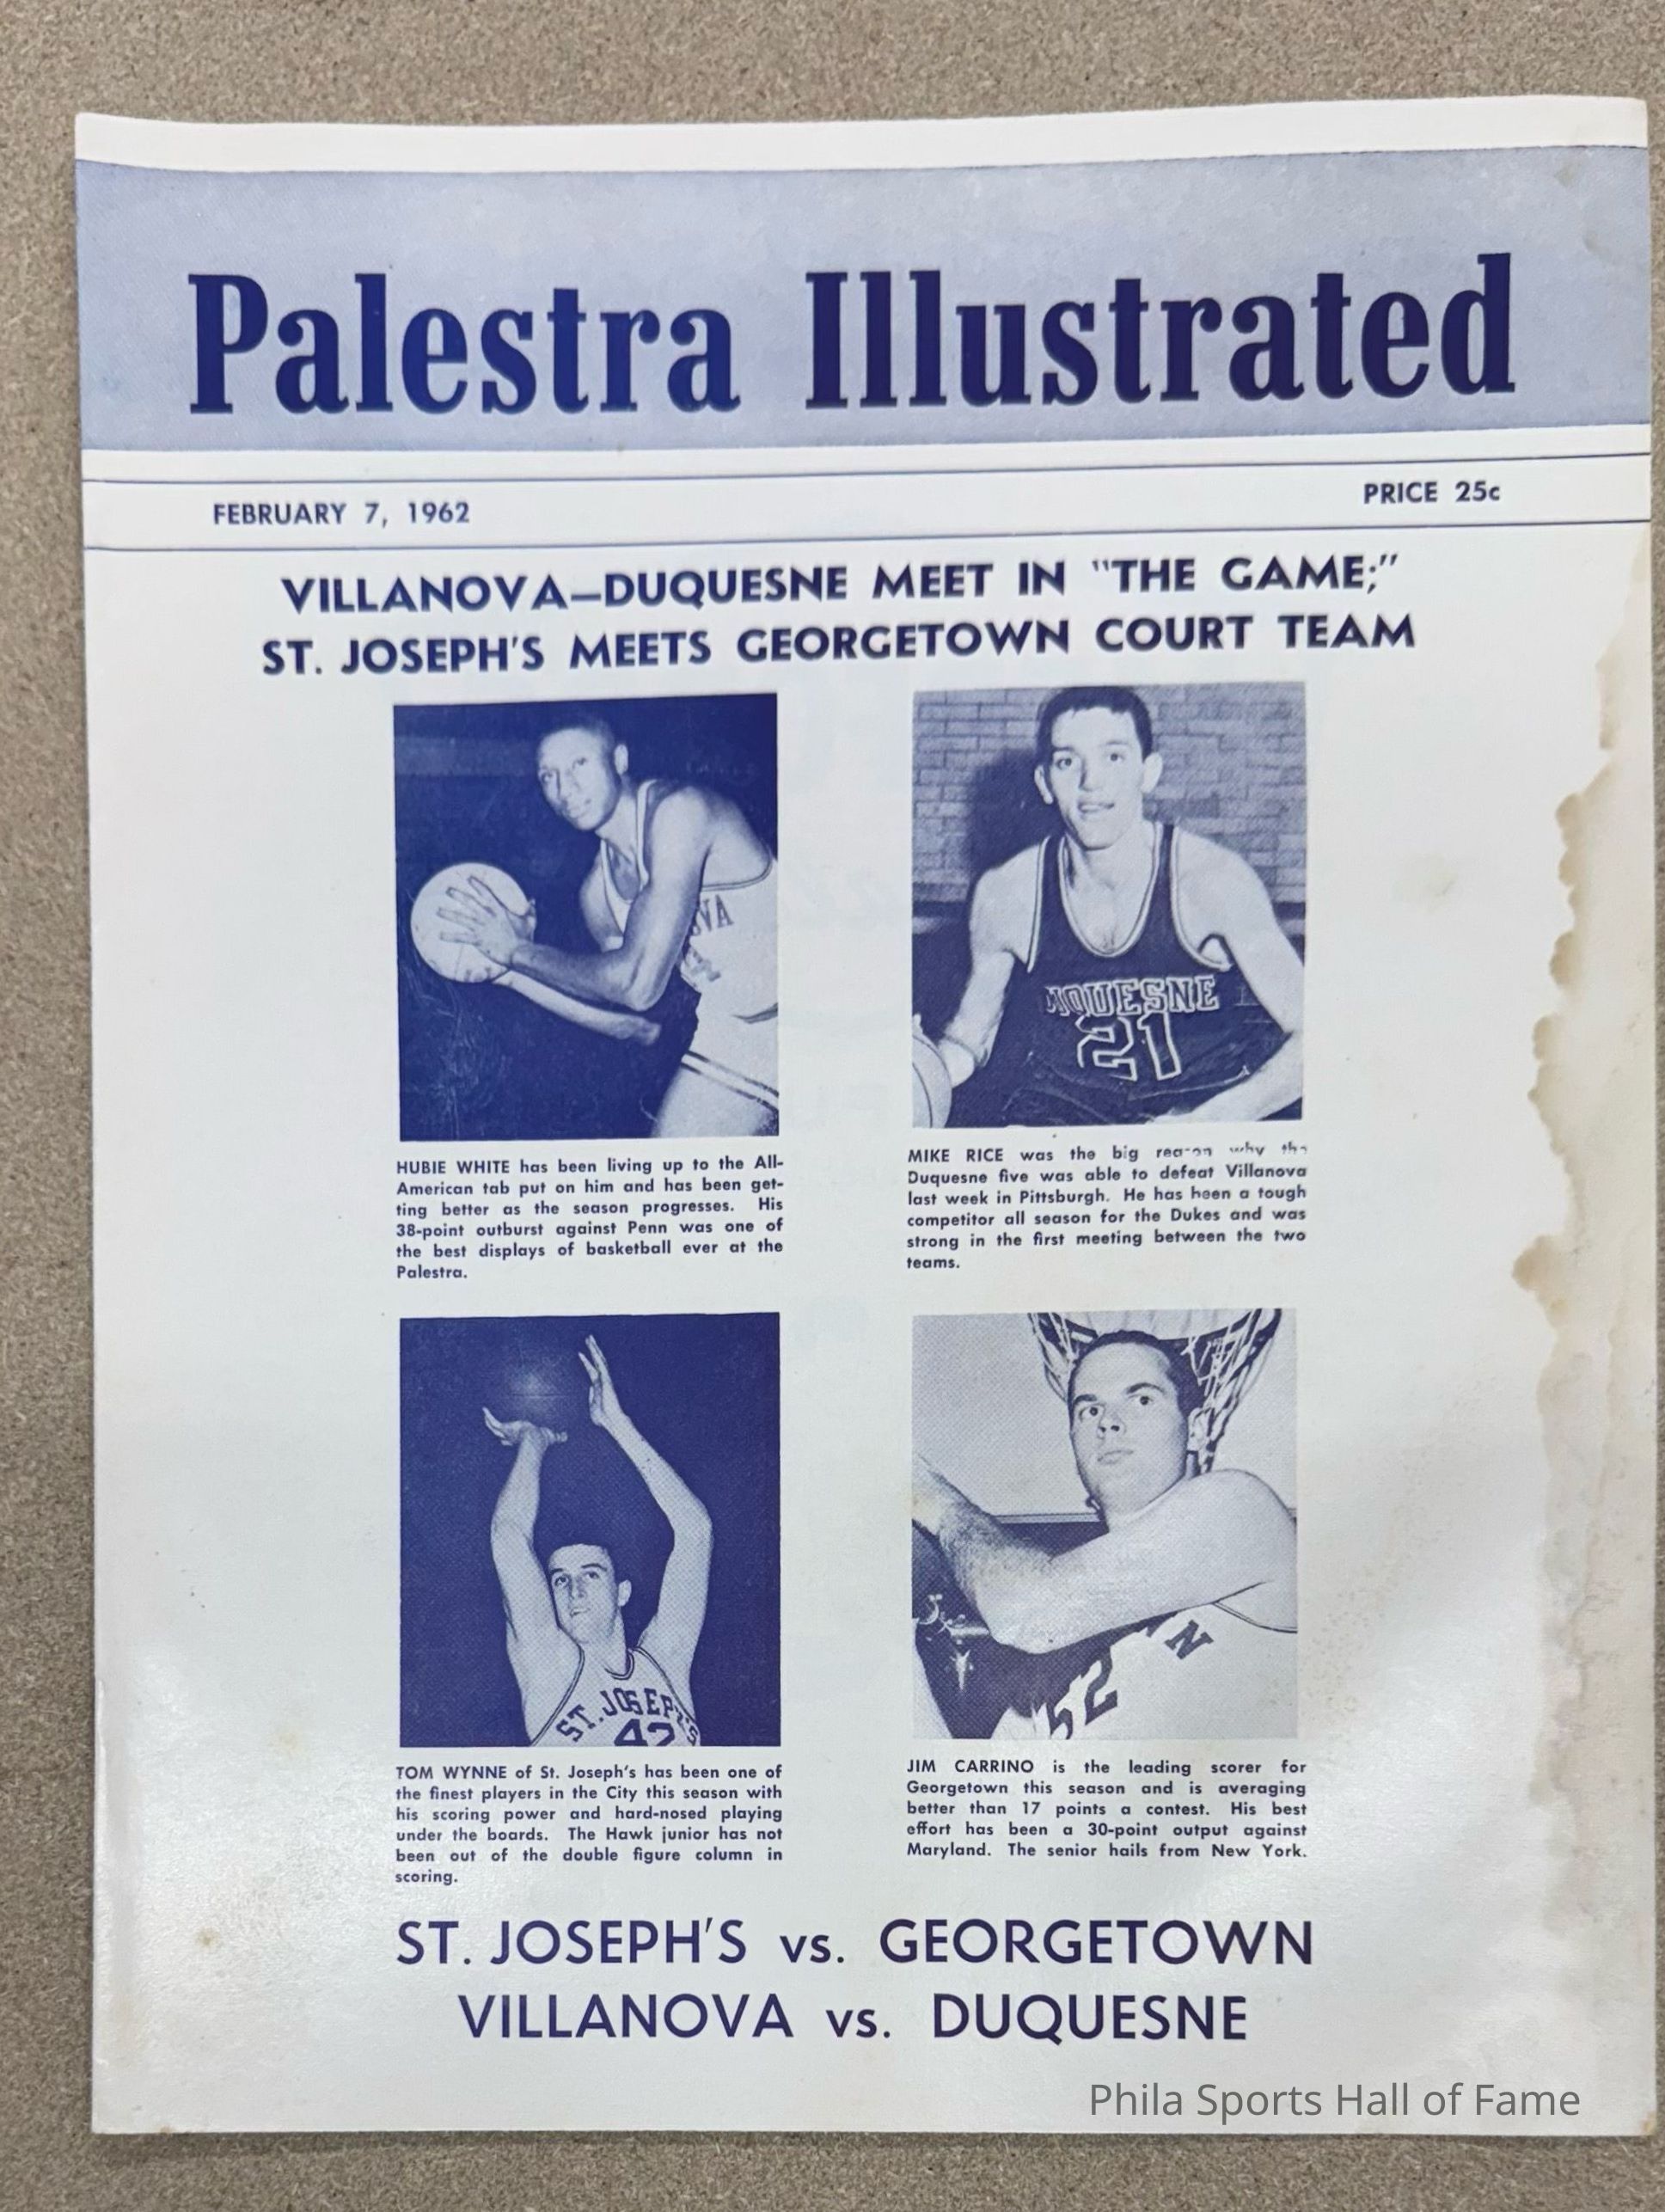 Palestra Illustrated
FEBRUARY 7, 1962
PRICE 25c
VILLANOVA—DUQUESNE MEET IN "THE GAME;"
ST. JOSEPH'S MEETS GEORGETOWN COURT TEAM
OVA
UQUESNE
21
HUBIE WHITE has been living up to the All-
American tab put on him and has been get-
ting better as the season progresses. His
38-point outburst against Penn was one of
the best displays of basketball ever at the
Palestra.
MIKE RICE was the big reason why the
Duquesne five was able to defeat Villanova
last week in Pittsburgh. He has been a tough
competitor all season for the Dukes and was
strong in the first meeting between the two
teams.
ST. JOSEPH'S
42
N
52
TOM WYNNE of St. Joseph's has been one of
the finest players in the City this season with
his scoring power and hard-nosed playing
under the boards. The Hawk junior has not
been out of the double figure column in
scoring.
JIM CARRINO is the leading scorer for
Georgetown this season and is averaging
better than 17 points a contest. His best
effort has been a 30-point output against
Maryland. The senior hails from New York.
ST. JOSEPH'S vs. GEORGETOWN
VILLANOVA vs. DUQUESNE
Phila Sports Hall of Fame